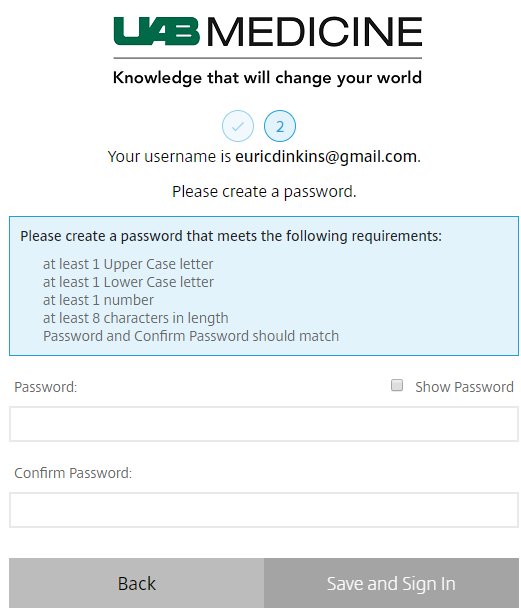 UAB MEDICINE
Knowledge that will change your world
2
Your username is euricdinkins@gmail.com.
Please create a password.
Please create a password that meets the following requirements:
at least 1 Upper Case letter
at least 1 Lower Case letter
at least 1 number
at least 8 characters in length
Password and Confirm Password should match
Password: Show Password
Confirm Password:
Back Save and Sign In